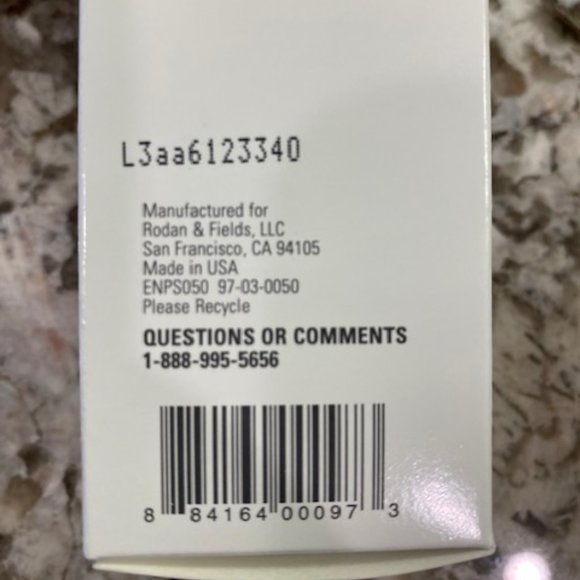 L3aa6123340
Manufactured for
Rodan & Fields, LLC
San Francisco, CA 94105
Made in USA
ENPS050 97-03-0050
Please Recycle
QUESTIONS OR COMMENTS
1-888-995-5656
8 84164 00097 3